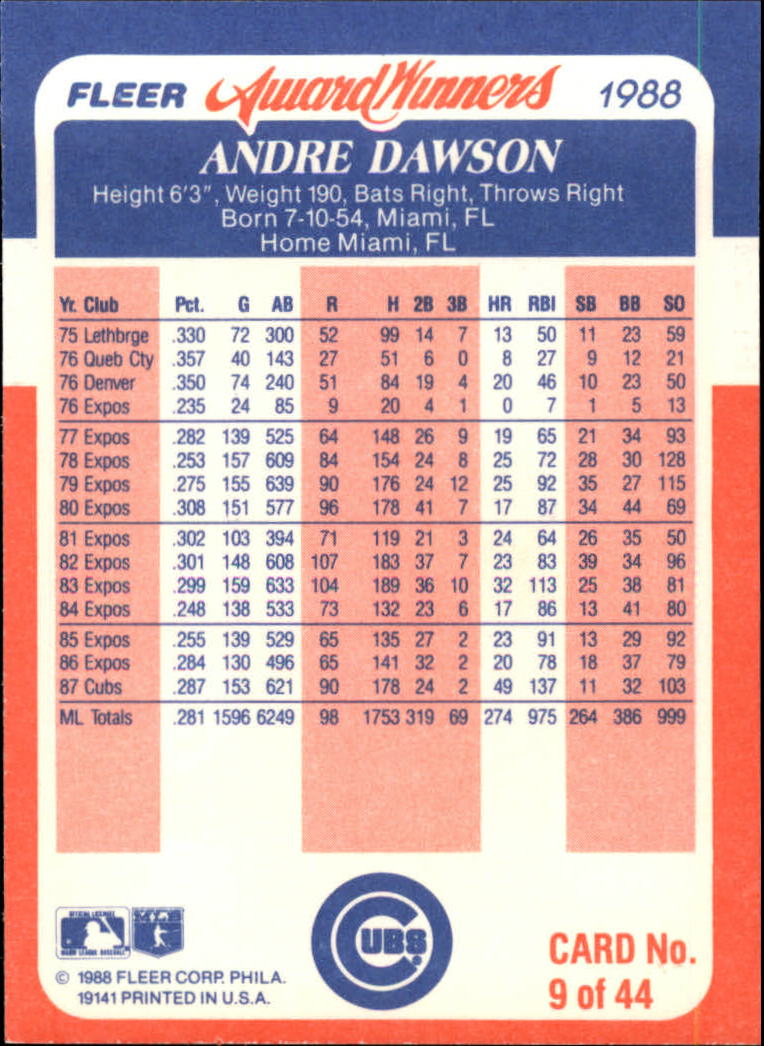 FLEER Award Winners 1988
ANDRE DAWSON
Height 6'3", Weight 190, Bats Right, Throws Right
Born 7-10-54, Miami, FL
Home Miami, FL
Yr. Club Pct. G AB R H 2B 3B HR RBI SB BB SO
75 Lethbrge .330 72 300 52 99 14 7 13 50 11 23 59
76 Queb Cty .357 40 143 27 51 6 0 8 27 9 12 21
76 Denver .350 74 240 51 84 19 4 20 46 10 23 50
76 Expos .235 24 85 9 20 4 1 0 7 1 5 13
77 Expos .282 139 525 64 148 26 9 19 65 21 34 93
78 Expos .253 157 609 84 154 24 8 25 72 28 30 128
79 Expos .275 155 639 90 176 24 12 25 92 35 27 115
80 Expos .308 151 577 96 178 41 7 17 87 34 44 69
81 Expos .302 103 394 71 119 21 3 24 64 26 35 50
82 Expos .301 148 608 107 183 37 7 23 83 39 34 96
83 Expos .299 159 633 104 189 36 10 32 113 25 38 81
84 Expos .248 138 533 73 132 23 6 17 86 13 41 80
85 Expos .255 139 529 65 135 27 2 23 91 13 29 92
86 Expos .284 130 496 65 141 32 2 20 78 18 37 79
87 Cubs .287 153 621 90 178 24 2 49 137 11 32 103
ML Totals .281 1596 6249 98 1753 319 69 274 975 264 386 999
CUBS
CARD No.
9 of 44
© 1988 FLEER CORP. PHILA.
19141 PRINTED IN U.S.A.